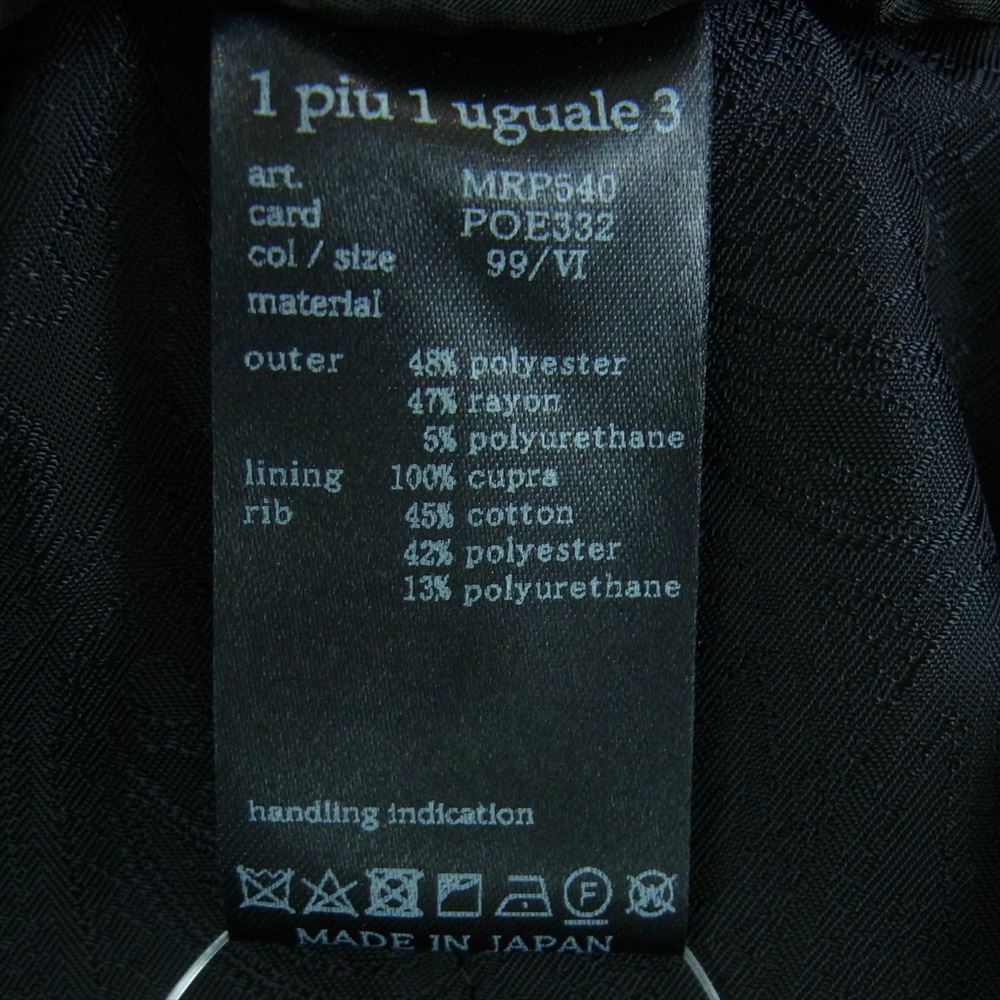 1 piu 1 uguale 3
art. MRP540
card POE332
col / size 99/VI
material
outer 48% polyester
47% rayon
5% polyurethane
lining 100% cupra
rib 45% cotton
42% polyester
13% polyurethane
handling indication
F W
MADE IN JAPAN